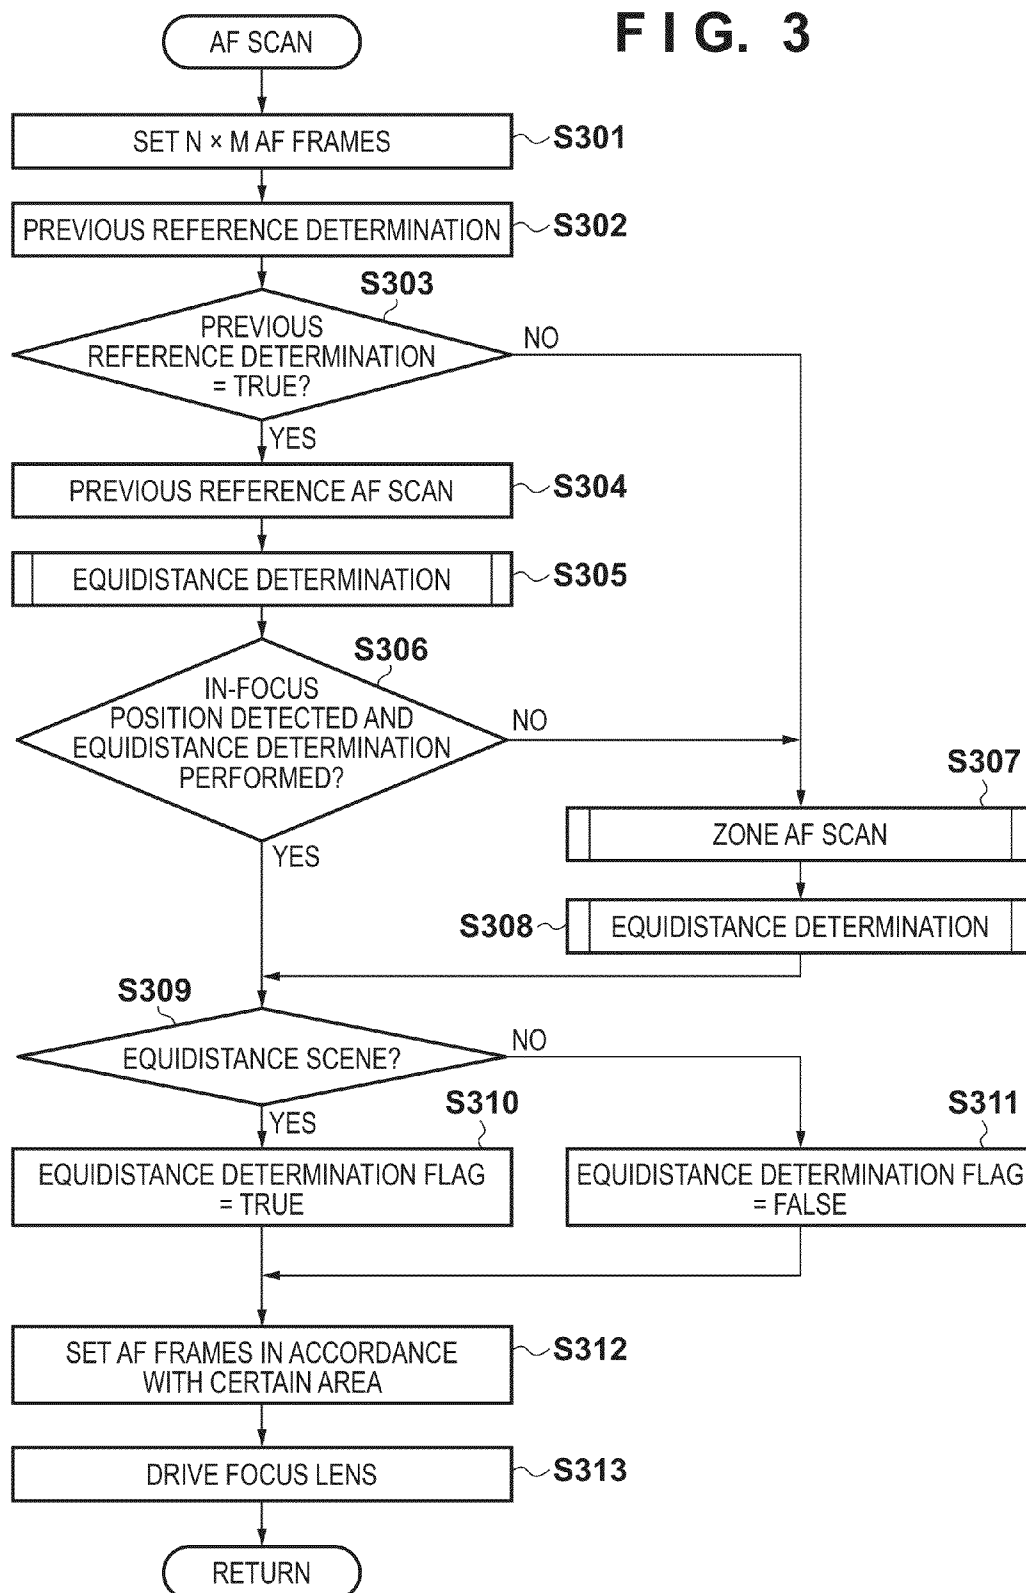 FIG. 3
AF SCAN
SET N × M AF FRAMES
S301
PREVIOUS REFERENCE DETERMINATION
S302
S303
PREVIOUS
REFERENCE DETERMINATION
= TRUE?
NO
YES
PREVIOUS REFERENCE AF SCAN
S304
EQUIDISTANCE DETERMINATION
S305
S306
IN-FOCUS
POSITION DETECTED AND
EQUIDISTANCE DETERMINATION
PERFORMED?
NO
YES
S307
ZONE AF SCAN
S308
EQUIDISTANCE DETERMINATION
S309
EQUIDISTANCE SCENE?
NO
YES
S310
EQUIDISTANCE DETERMINATION FLAG
= TRUE
S311
EQUIDISTANCE DETERMINATION FLAG
= FALSE
SET AF FRAMES IN ACCORDANCE
WITH CERTAIN AREA
S312
DRIVE FOCUS LENS
S313
RETURN